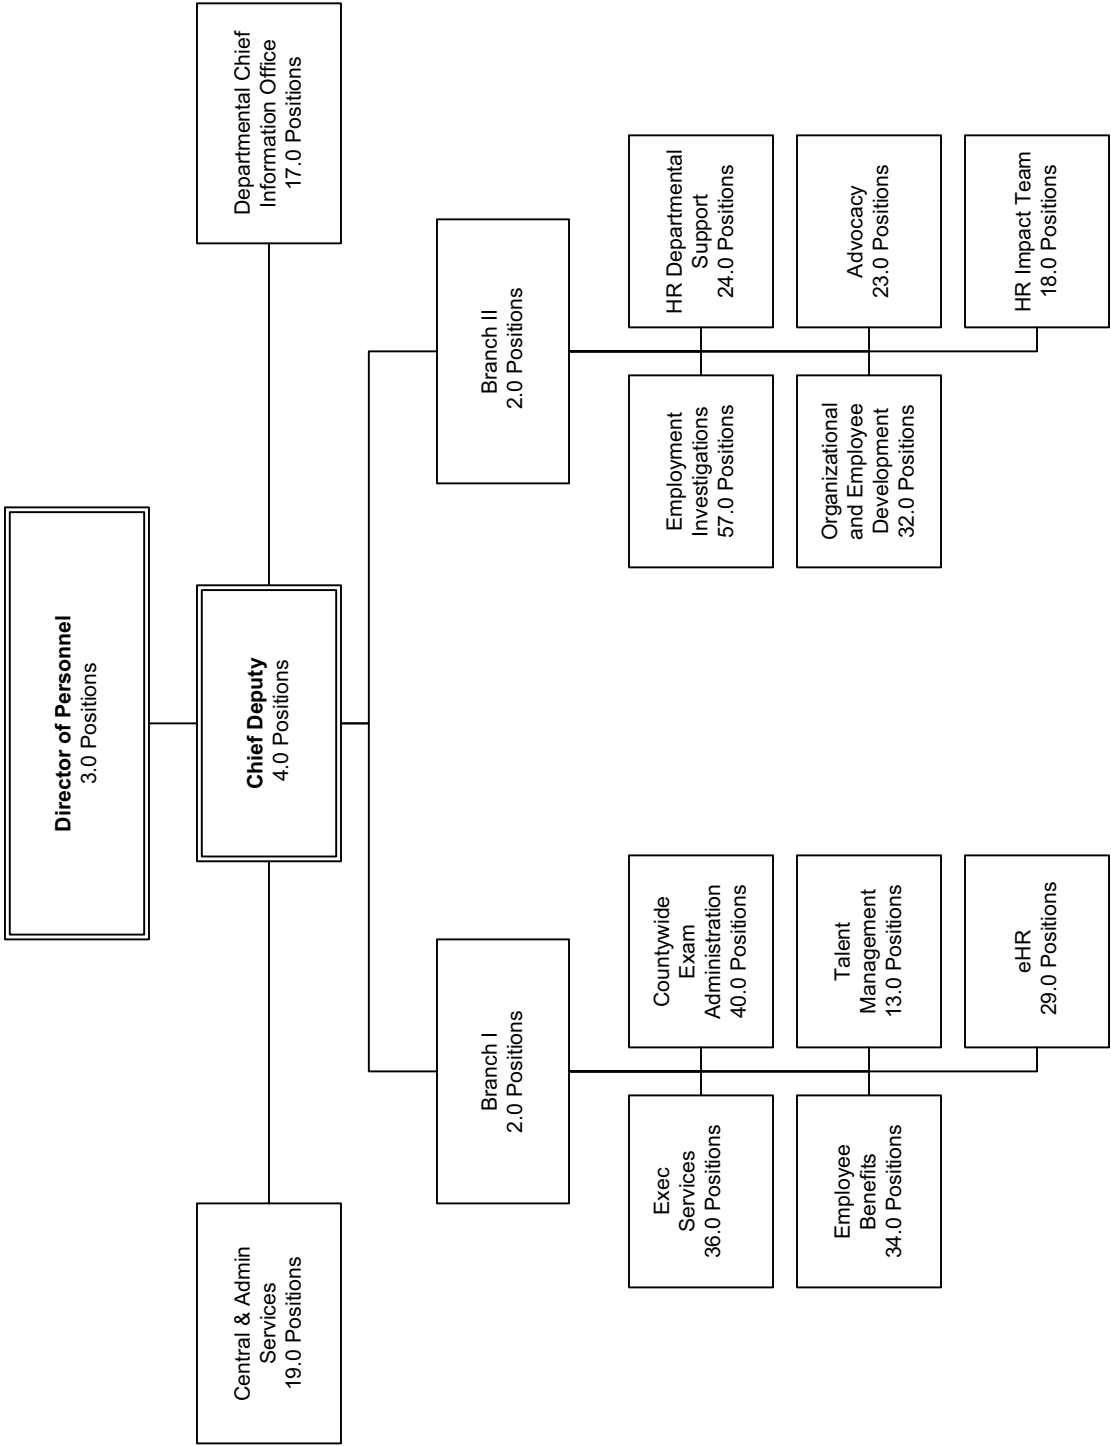 Director of Personnel
3.0 Positions
Central & Admin
Services
19.0 Positions
Chief Deputy
4.0 Positions
Departmental Chief
Information Office
17.0 Positions
Branch I
2.0 Positions
Branch II
2.0 Positions
Exec
Services
36.0 Positions
Countywide
Exam
Administration
40.0 Positions
Employment
Investigations
57.0 Positions
HR Departmental
Support
24.0 Positions
Employee
Benefits
34.0 Positions
Talent
Management
13.0 Positions
Organizational
and Employee
Development
32.0 Positions
Advocacy
23.0 Positions
eHR
29.0 Positions
HR Impact Team
18.0 Positions